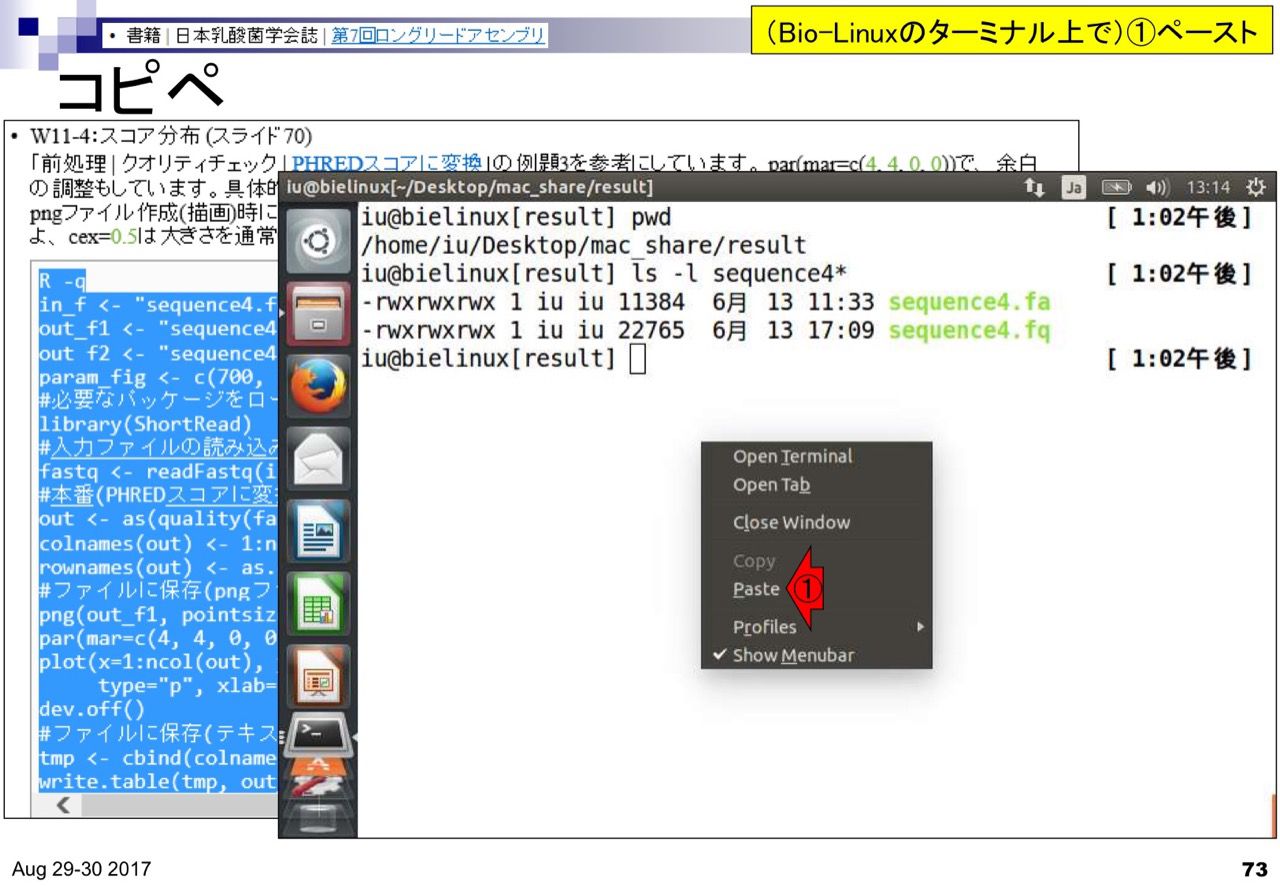 • 書籍 | 日本乳酸菌学会誌 | 第7回ロングリードアセンブリ
(Bio-Linuxのターミナル上で)①ペースト
コピペ
• W11-4:スコア分布 (スライド70)
「前処理 | クオリティチェック | PHREDスコアに変換」の例題3を参考にしています。par(mar=c(4, 4, 0, 0))で、余白
の調整もしています。具体的
pngファイル作成(描画)時に
よ、cex=0.5は大きさを通常
R -q
in_f <- "sequence4.f
out_f1 <- "sequence4
out f2 <- "sequence4
param_fig <- c(700,
#必要なパッケージをロー
library(ShortRead)
#入力ファイルの読み込み
fastq <- readFastq(i
#本番(PHREDスコアに変
out <- as(quality(fa
colnames(out) <- 1:n
rownames(out) <- as.
#ファイルに保存(pngフ
png(out_f1, pointsiz
par(mar=c(4, 4, 0, 0
plot(x=1:ncol(out),
type="p", xlab=
dev.off()
#ファイルに保存(テキス
tmp <- cbind(colname
write.table(tmp, out
iu@bielinux[~/Desktop/mac_share/result]
Ja
13:14
iu@bielinux[result] pwd [ 1:02午後]
/home/iu/Desktop/mac_share/result
iu@bielinux[result] ls -l sequence4* [ 1:02午後]
-rwxrwxrwx 1 iu iu 11384 6月 13 11:33 sequence4.fa
-rwxrwxrwx 1 iu iu 22765 6月 13 17:09 sequence4.fq
iu@bielinux[result] [ 1:02午後]
Open Terminal
Open Tab
Close Window
Copy
Paste ①
Profiles
Show Menubar
Aug 29-30 2017
73